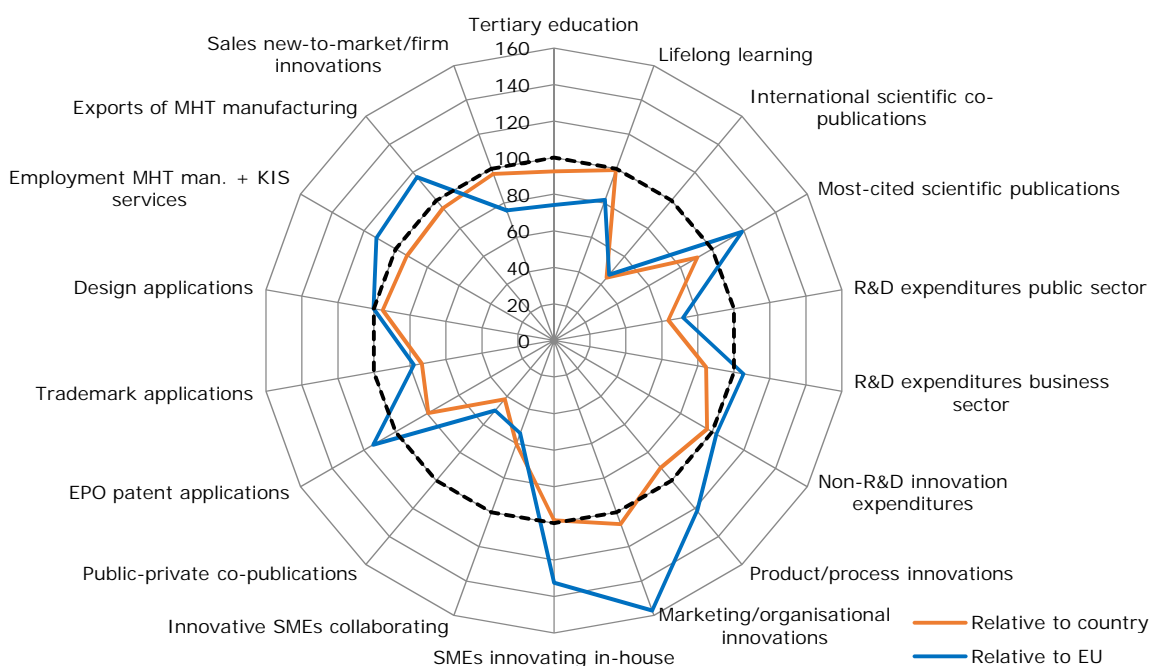 Tertiary education
Sales new-to-market/firm
innovations
Lifelong learning
Exports of MHT manufacturing
International scientific co-
publications
Employment MHT man. + KIS
services
Most-cited scientific publications
Design applications
R&D expenditures public sector
Trademark applications
R&D expenditures business
sector
EPO patent applications
Non-R&D innovation
expenditures
Public-private co-publications
Product/process innovations
Innovative SMEs collaborating
Marketing/organisational
innovations
SMEs innovating in-house
160
140
120
100
80
60
40
20
0
Relative to country
Relative to EU